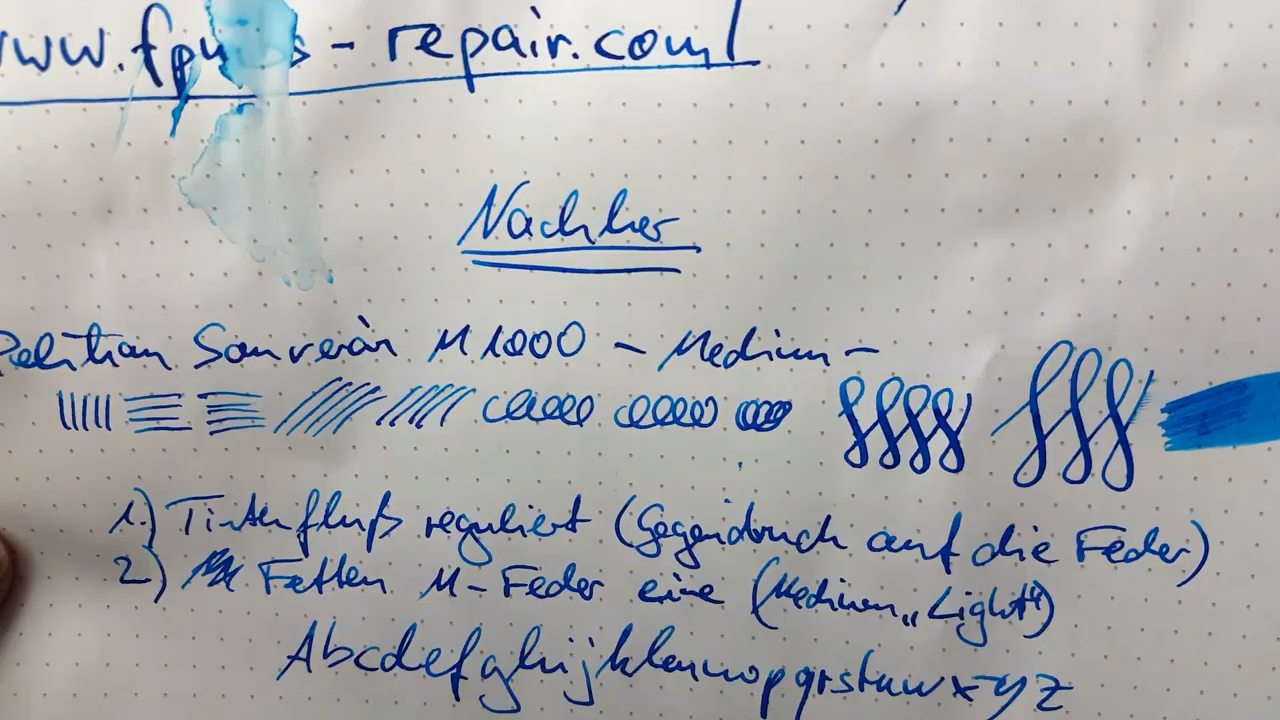 www.fpnibs-repair.com/
Nachher
Pelikan Souverän M1000 - Medium -
1.) Tintenfluß reguliert (Gegendruck auf die Feder)
2) Fetten M-Feder eine (Medium „Light“)
Abcdefghijklmnopqrstuvwxyz